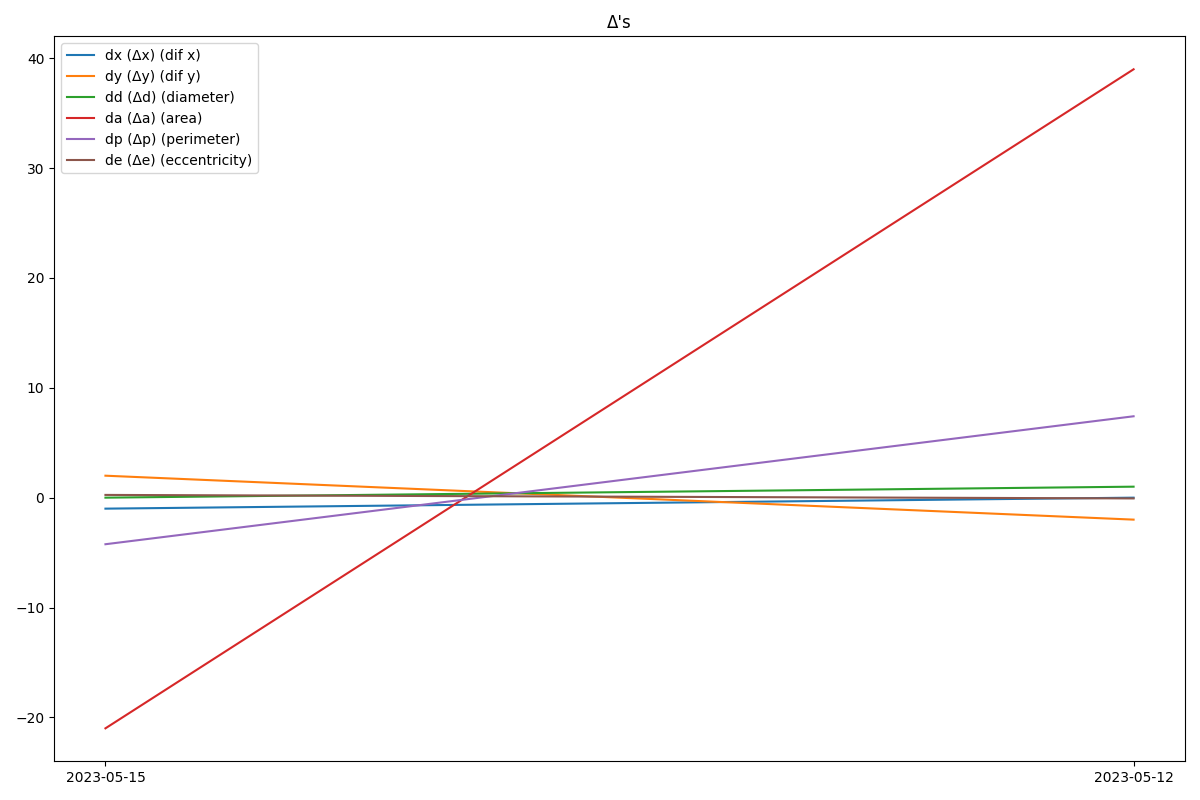 Δ's
dx (Δx) (dif x)
dy (Δy) (dif y)
dd (Δd) (diameter)
da (Δa) (area)
dp (Δp) (perimeter)
de (Δe) (eccentricity)
40
30
20
10
0
−10
−20
2023-05-15 2023-05-12